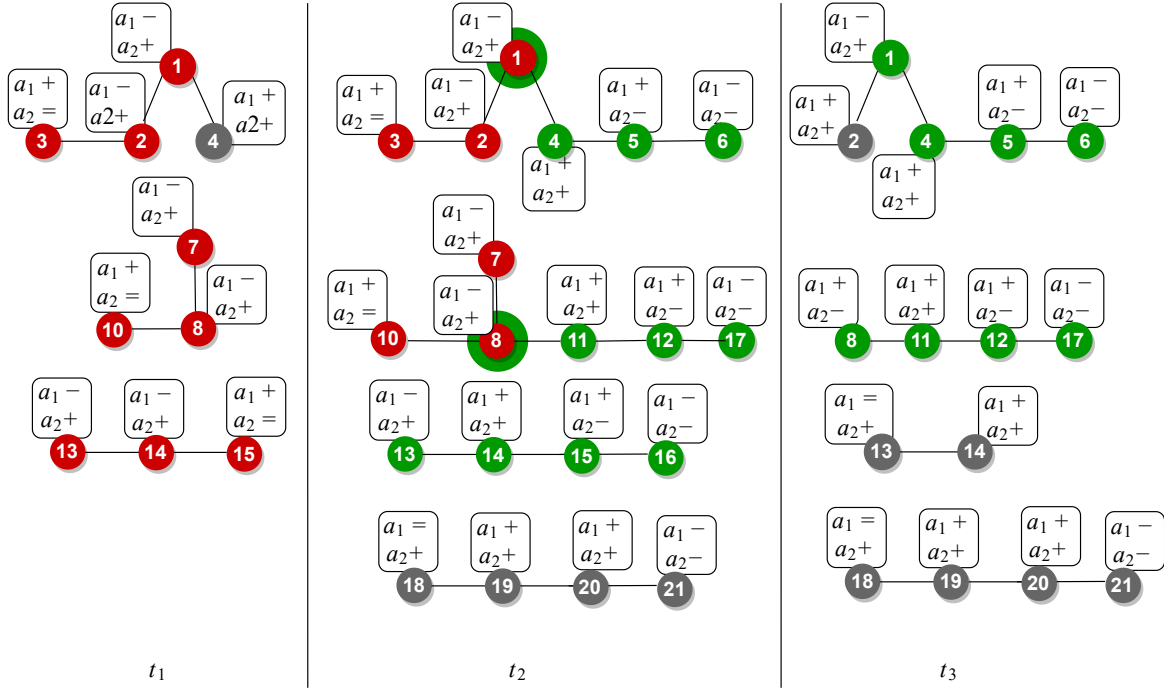 a₁ −
a₂+
1
a₁ +
a₂ =
3
a₁ −
a2+
2
a₁ +
a2+
4
a₁ −
a₂+
7
a₁ +
a₂ =
10
a₁ −
a₂+
8
a₁ −
a₂+
13
a₁ −
a₂+
14
a₁ +
a₂ =
15
t₁
a₁ −
a₂+
1
a₁ +
a₂ =
3
a₁ −
a₂+
2
4
a₁ +
a₂+
a₁ +
a₂−
5
a₁ −
a₂−
6
a₁ −
a₂+
7
a₁ +
a₂ =
10
a₁ −
a₂+
8
a₁ +
a₂+
11
a₁ +
a₂−
12
a₁ −
a₂−
17
a₁ −
a₂+
13
a₁ +
a₂+
14
a₁ +
a₂−
15
a₁ −
a₂−
16
a₁ =
a₂+
18
a₁ +
a₂+
19
a₁ +
a₂+
20
a₁ −
a₂−
21
t₂
a₁ −
a₂+
1
a₁ +
a₂+
2
4
a₁ +
a₂+
a₁ +
a₂−
5
a₁ −
a₂−
6
a₁ +
a₂−
8
a₁ +
a₂+
11
a₁ +
a₂−
12
a₁ −
a₂−
17
a₁ =
a₂+
13
a₁ +
a₂+
14
a₁ =
a₂+
18
a₁ +
a₂+
19
a₁ +
a₂+
20
a₁ −
a₂−
21
t₃